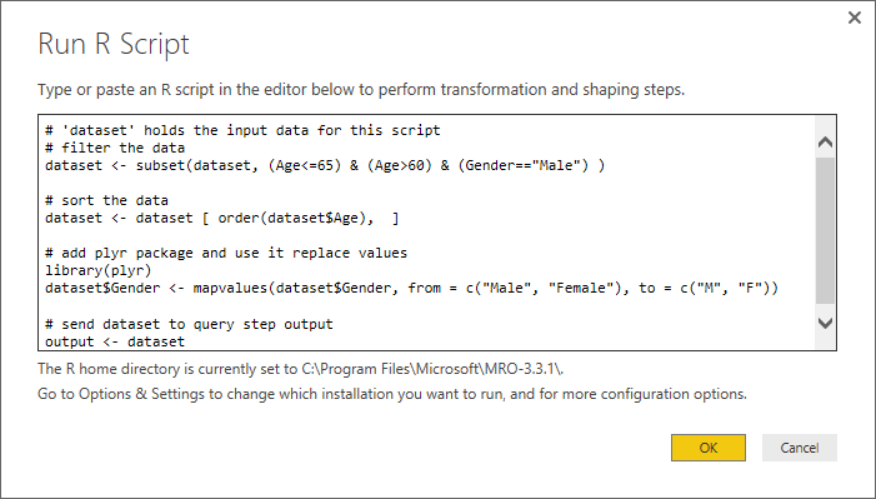 Run R Script
Type or paste an R script in the editor below to perform transformation and shaping steps.
# 'dataset' holds the input data for this script
# filter the data
dataset <- subset(dataset, (Age<=65) & (Age>60) & (Gender=="Male") )
# sort the data
dataset <- dataset [ order(dataset$Age),  ]
# add plyr package and use it replace values
library(plyr)
dataset$Gender <- mapvalues(dataset$Gender, from = c("Male", "Female"), to = c("M", "F"))
# send dataset to query step output
output <- dataset
The R home directory is currently set to C:\Program Files\Microsoft\MRO-3.3.1\.
Go to Options & Settings to change which installation you want to run, and for more configuration options.
OK
Cancel